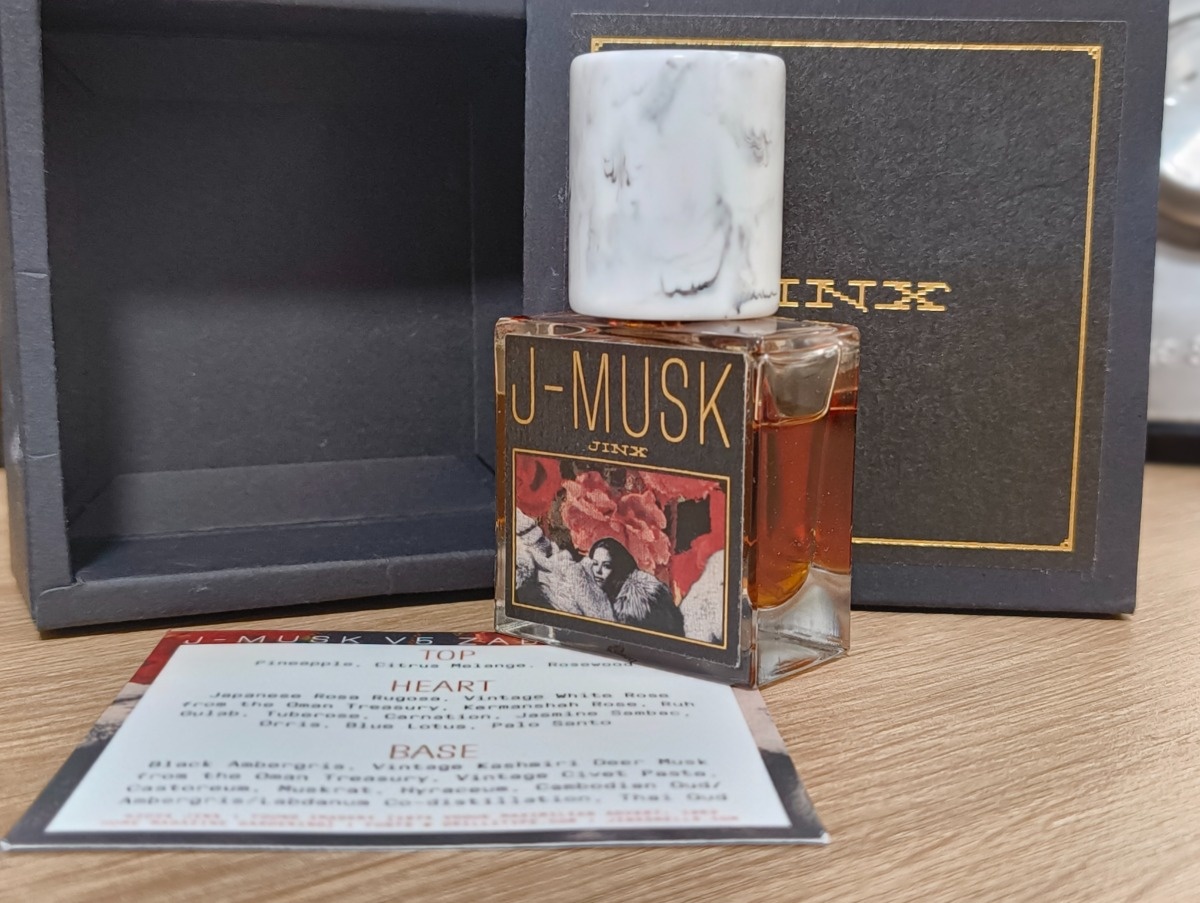 INX
J-MUSK
JINX
J-MUSK V5 ZA
TOP
Pineapple, Citrus Melange, Rosewood
HEART
Japanese Rosa Rugosa, Vintage White Rose
from the Oman Treasury, Kermanshah Rose, Ruh
Gulab, Tuberose, Carnation, Jasmine Sambac,
Orris, Blue Lotus, Palo Santo
BASE
Black Ambergris, Vintage Kashmiri Deer Musk
from the Oman Treasury, Vintage Civet Paste,
Castoreum, Muskrat, Hyraceum, Cambodian Oud/
Ambergris/Labdanum Co-distillation, Thai Oud